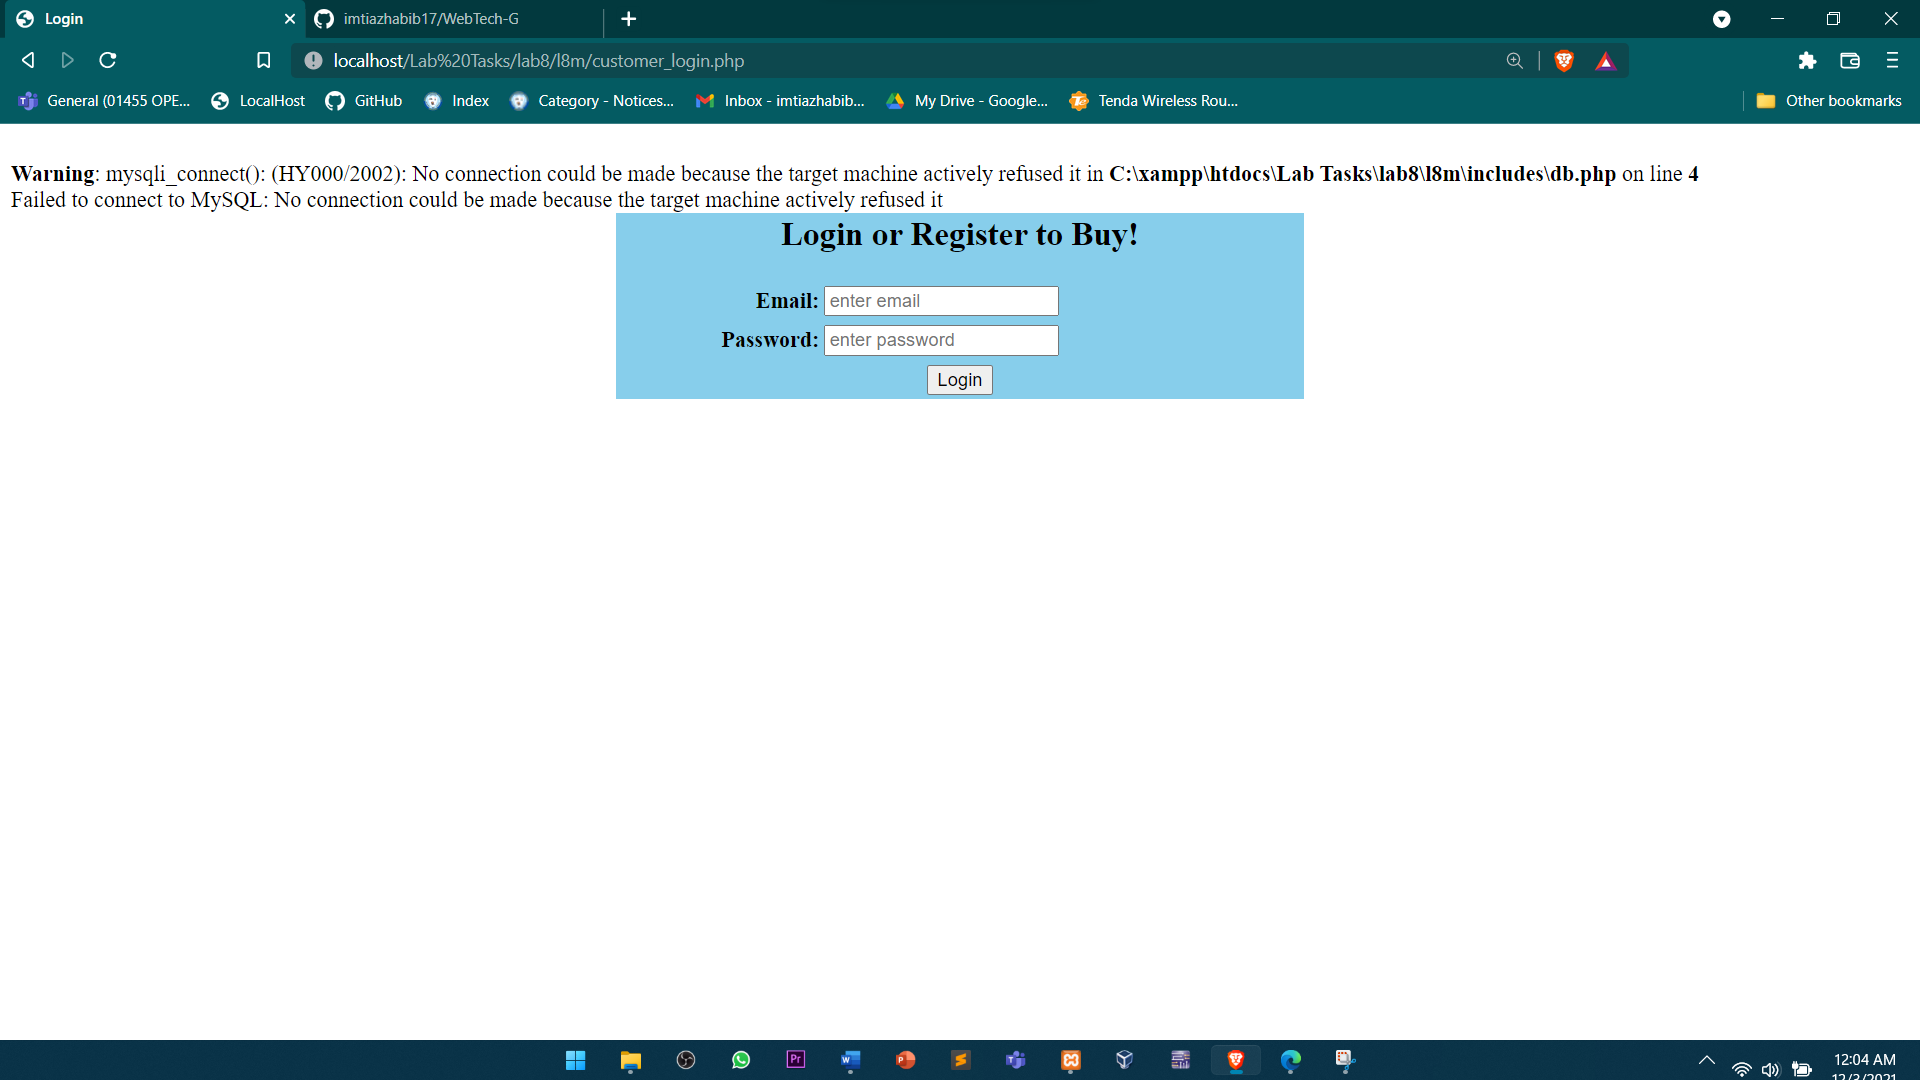 Login
imtiazhabib17/WebTech-G
localhost/Lab%20Tasks/lab8/l8m/customer_login.php
General (01455 OPE... LocalHost GitHub Index Category - Notices... Inbox - imtiazhabib... My Drive - Google... Tenda Wireless Rou... Other bookmarks
Warning: mysqli_connect(): (HY000/2002): No connection could be made because the target machine actively refused it in C:\xampp\htdocs\Lab Tasks\lab8\l8m\includes\db.php on line 4
Failed to connect to MySQL: No connection could be made because the target machine actively refused it
Login or Register to Buy!
Email: enter email
Password: enter password
Login
12:04 AM
12/3/2021